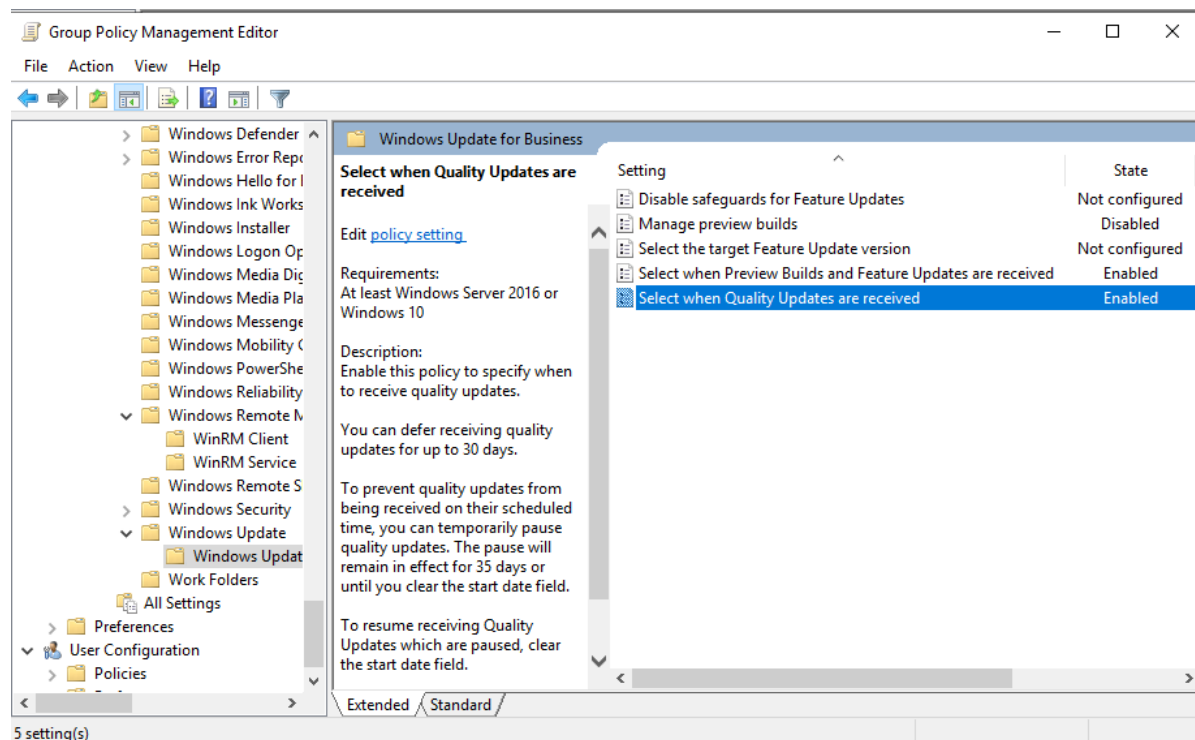 Group Policy Management Editor
File Action View Help
Windows Defender
Windows Error Repo
Windows Hello for
Windows Ink Works
Windows Installer
Windows Logon Op
Windows Media Dig
Windows Media Pla
Windows Messenge
Windows Mobility
Windows PowerShe
Windows Reliability
Windows Remote M
WinRM Client
WinRM Service
Windows Remote S
Windows Security
Windows Update
Windows Updat
Work Folders
All Settings
Preferences
User Configuration
Policies
Windows Update for Business
Select when Quality Updates are
received
Edit policy setting
Requirements:
At least Windows Server 2016 or
Windows 10
Description:
Enable this policy to specify when
to receive quality updates.
You can defer receiving quality
updates for up to 30 days.
To prevent quality updates from
being received on their scheduled
time, you can temporarily pause
quality updates. The pause will
remain in effect for 35 days or
until you clear the start date field.
To resume receiving Quality
Updates which are paused, clear
the start date field.
Setting State
Disable safeguards for Feature Updates Not configured
Manage preview builds Disabled
Select the target Feature Update version Not configured
Select when Preview Builds and Feature Updates are received Enabled
Select when Quality Updates are received Enabled
Extended Standard
5 setting(s)